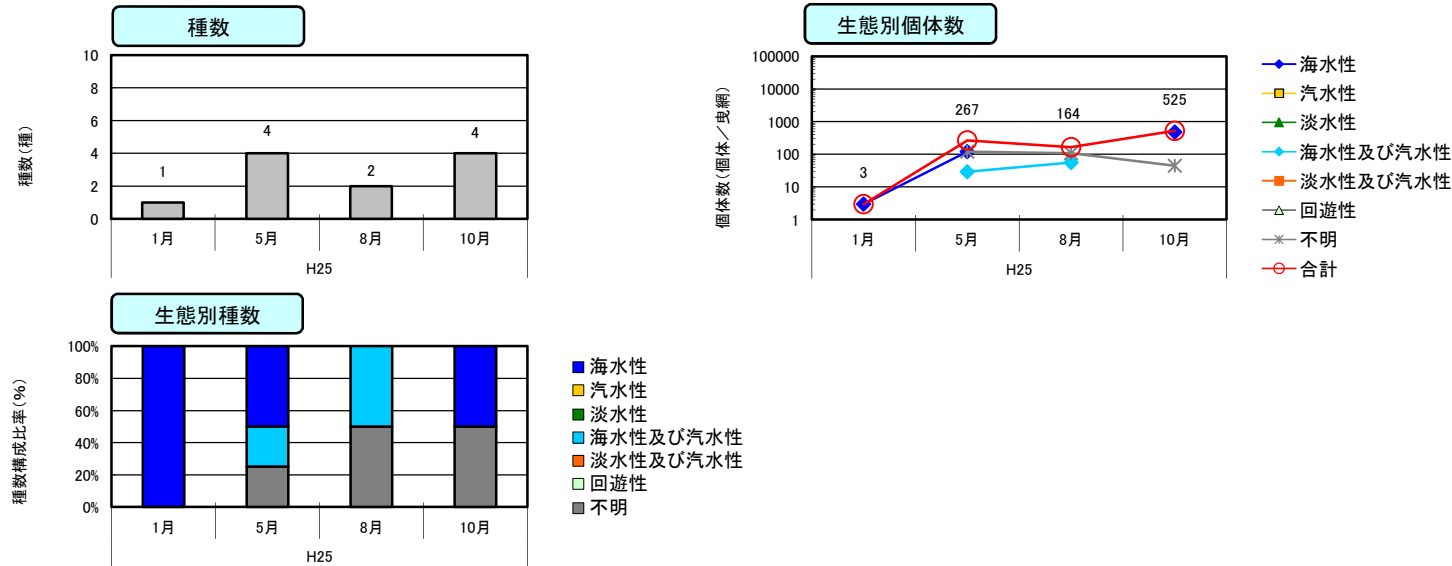 種数
種数(種)
10
8
6
4
2
0
1
4
2
4
1月 5月 8月 10月
H25
生態別個体数
個体数(個体/曳網)
100000
10000
1000
100
10
1
3
267
164
525
1月 5月 8月 10月
H25
海水性
汽水性
淡水性
海水性及び汽水性
淡水性及び汽水性
回遊性
不明
合計
生態別種数
種数構成比率(%)
100%
80%
60%
40%
20%
0%
1月 5月 8月 10月
H25
海水性
汽水性
淡水性
海水性及び汽水性
淡水性及び汽水性
回遊性
不明